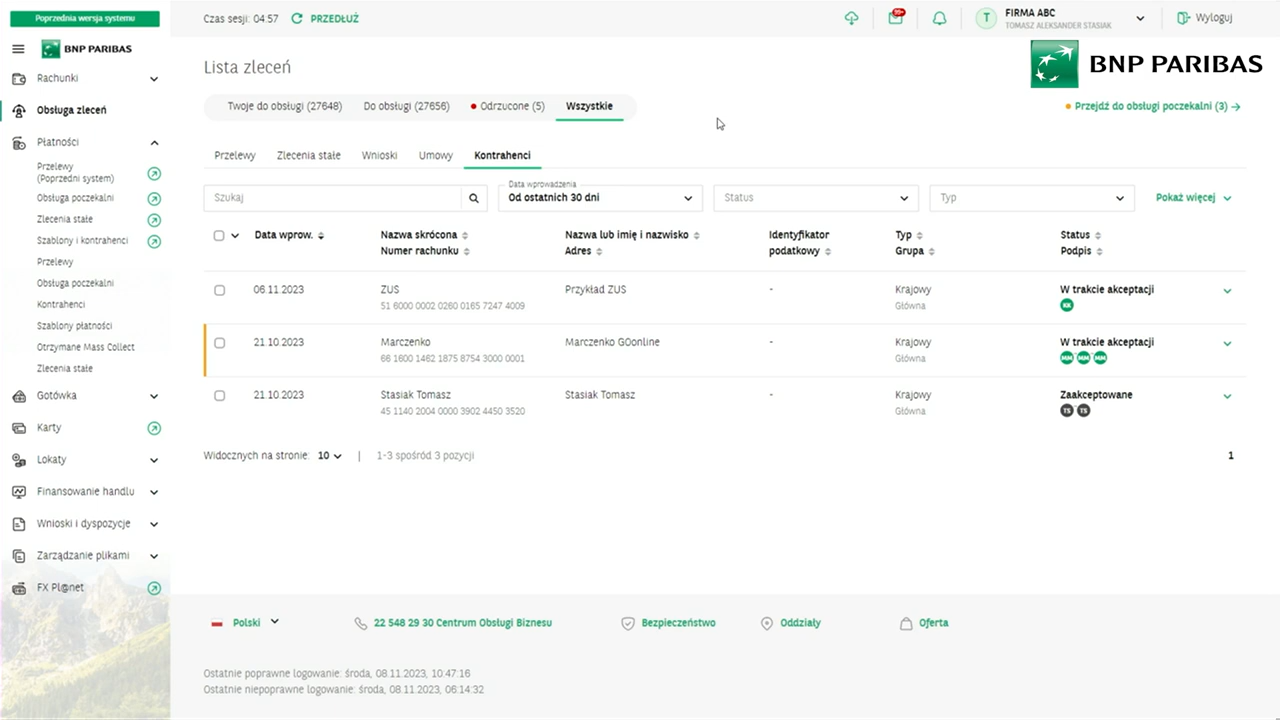 Poprzednia wersja systemu
Czas sesji: 04:57 PRZEDŁUŻ
99+
T
FIRMA ABC
TOMASZ ALEKSANDER STASIAK
Wyloguj
BNP PARIBAS
Rachunki
Obsługa zleceń
Płatności
Przelewy
(Poprzedni system)
Obsługa poczekalni
Zlecenia stałe
Szablony i kontrahenci
Przelewy
Obsługa poczekalni
Kontrahenci
Szablony płatności
Otrzymane Mass Collect
Zlecenia stałe
Gotówka
Karty
Lokaty
Finansowanie handlu
Wnioski i dyspozycje
Zarządzanie plikami
FX Pl@net
Lista zleceń
BNP PARIBAS
Twoje do obsługi (27648) Do obsługi (27656) Odrzucone (5) Wszystkie
Przejdź do obsługi poczekalni (3)
Przelewy Zlecenia stałe Wnioski Umowy Kontrahenci
Szukaj
Data wprowadzenia
Od ostatnich 30 dni
Status
Typ
Pokaż więcej
Data wprow. Nazwa skrócona Nazwa lub imię i nazwisko Identyfikator Typ Status
Numer rachunku Adres podatkowy Grupa Podpis
06.11.2023 ZUS Przykład ZUS - Krajowy W trakcie akceptacji
51 6000 0002 0260 0165 7247 4009 Główna KK
21.10.2023 Marczenko Marczenko GOonline - Krajowy W trakcie akceptacji
66 1600 1462 1875 8754 3000 0001 Główna MM MM MM
21.10.2023 Stasiak Tomasz Stasiak Tomasz - Krajowy Zaakceptowane
45 1140 2004 0000 3902 4450 3520 Główna TS TS
Widocznych na stronie: 10 | 1-3 spośród 3 pozycji 1
Polski 22 548 29 30 Centrum Obsługi Biznesu Bezpieczeństwo Oddziały Oferta
Ostatnie poprawne logowanie: środa, 08.11.2023, 10:47:16
Ostatnie niepoprawne logowanie: środa, 08.11.2023, 06:14:32